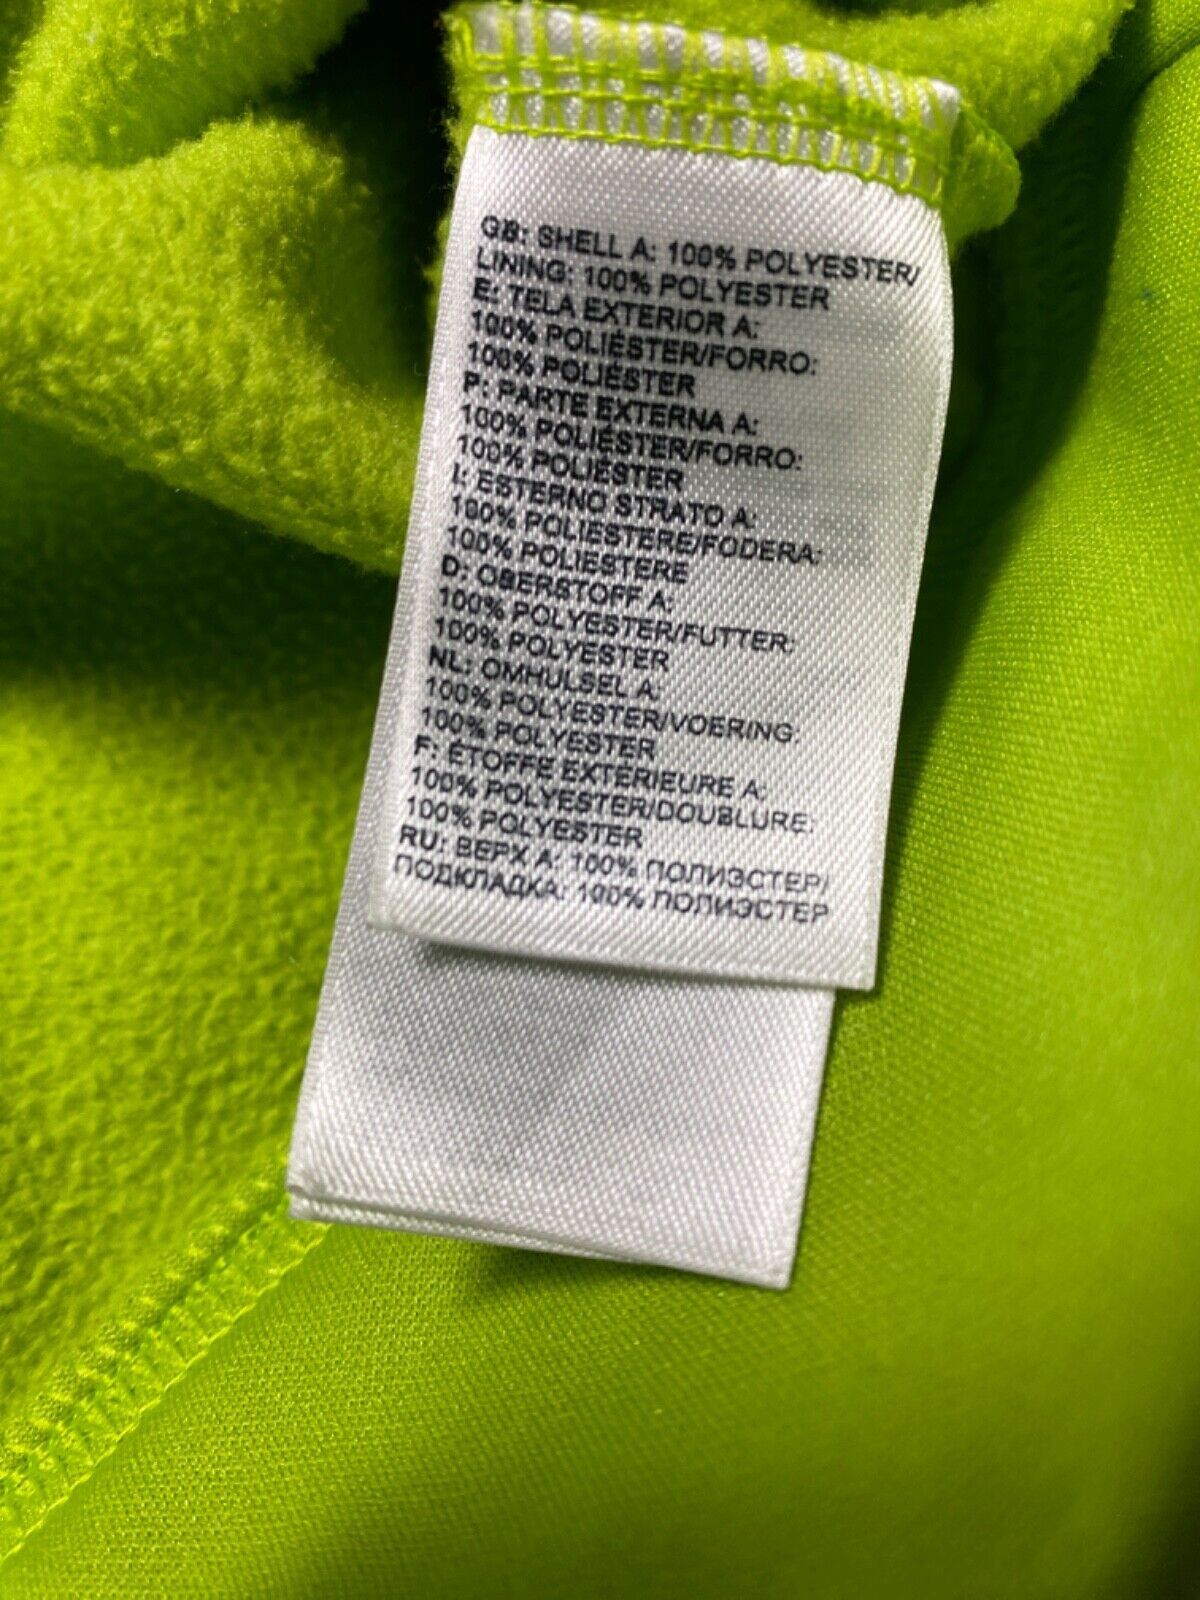 GB: SHELL A: 100% POLYESTER/
LINING: 100% POLYESTER
E: TELA EXTERIOR A:
100% POLIÉSTER/FORRO:
100% POLIÉSTER
P: PARTE EXTERNA A:
100% POLIÉSTER/FORRO:
100% POLIÉSTER
I: ESTERNO STRATO A:
100% POLIESTERE/FODERA:
100% POLIESTERE
D: OBERSTOFF A:
100% POLYESTER/FUTTER:
100% POLYESTER
NL: OMHULSEL A:
100% POLYESTER/VOERING:
100% POLYESTER
F: ÉTOFFE EXTÉRIEURE A:
100% POLYESTER/DOUBLURE:
100% POLYESTER
RU: ВЕРХ A: 100% ПОЛИЭСТЕР/
ПОДКЛАДКА: 100% ПОЛИЭСТЕР